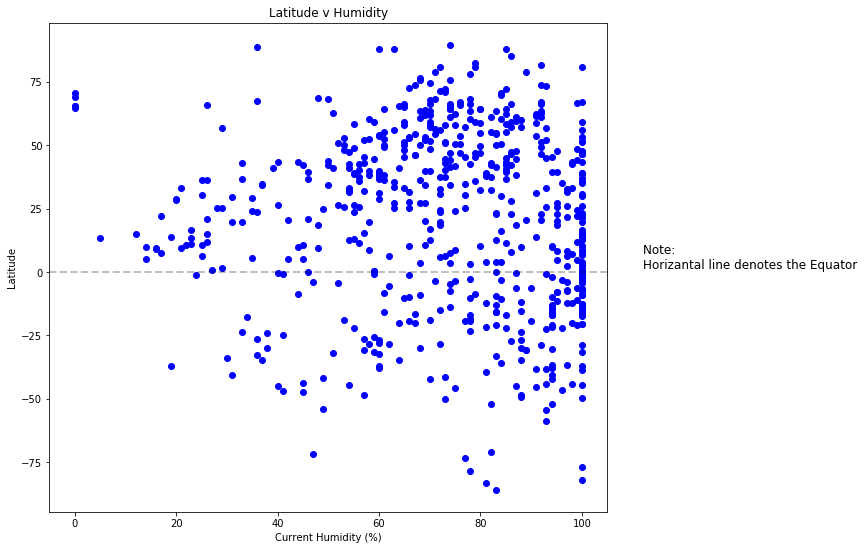 Latitude v Humidity
75
50
25
0
−25
−50
−75
Latitude
0
20
40
60
80
100
Current Humidity (%)
Note:
Horizantal line denotes the Equator